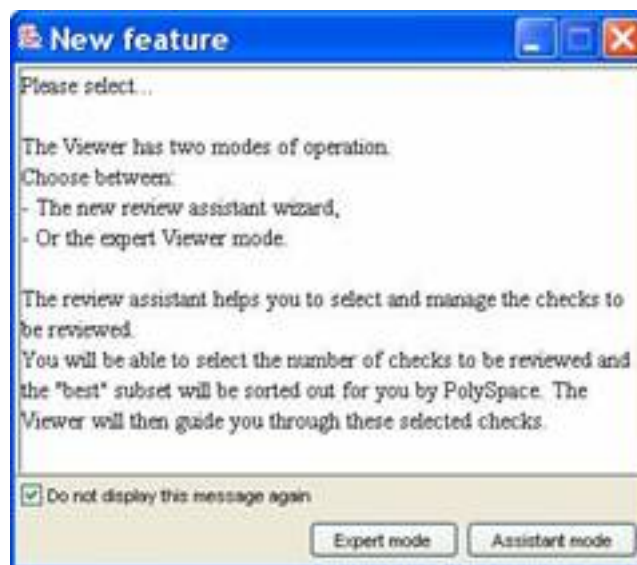 New feature
Please select...
The Viewer has two modes of operation.
Choose between:
- The new review assistant wizard,
- Or the expert Viewer mode.
The review assistant helps you to select and manage the checks to
be reviewed.
You will be able to select the number of checks to be reviewed and
the "best" subset will be sorted out for you by PolySpace. The
Viewer will then guide you through these selected checks.
Do not display this message again
Expert mode Assistant mode